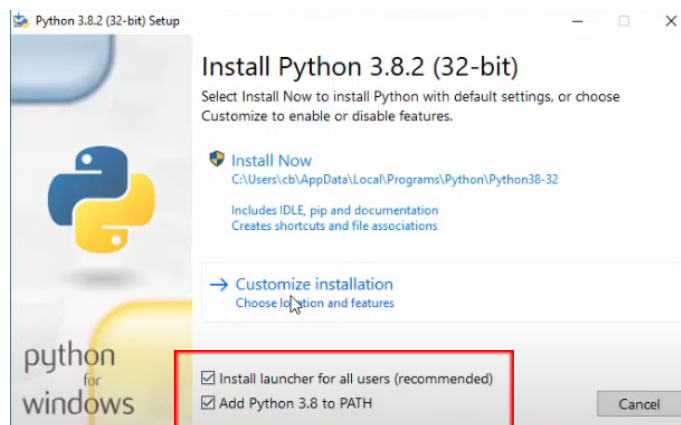 Python 3.8.2 (32-bit) Setup
Install Python 3.8.2 (32-bit)
Select Install Now to install Python with default settings, or choose
Customize to enable or disable features.
Install Now
C:\Users\cb\AppData\Local\Programs\Python\Python38-32
Includes IDLE, pip and documentation
Creates shortcuts and file associations
Customize installation
Choose location and features
python
for
windows
Install launcher for all users (recommended)
Add Python 3.8 to PATH
Cancel